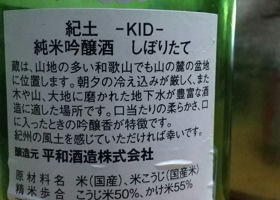 紀土 -KID-
純米吟醸酒 しぼりたて
蔵は、山地の多い和歌山でも山の麓の盆地
に位置します。朝夕の冷え込みが厳しく、また
木や山、大地に磨かれた地下水が豊富な酒
造に適した場所です。口当たりの柔らかさ、口
に入ったときの吟醸香が特徴です。
紀州の風土を感じていただければ幸いです。
醸造元 平和酒造株式会社
原材料名 米(国産)、米こうじ(国産)
精米歩合 こうじ米50%、かけ米55%